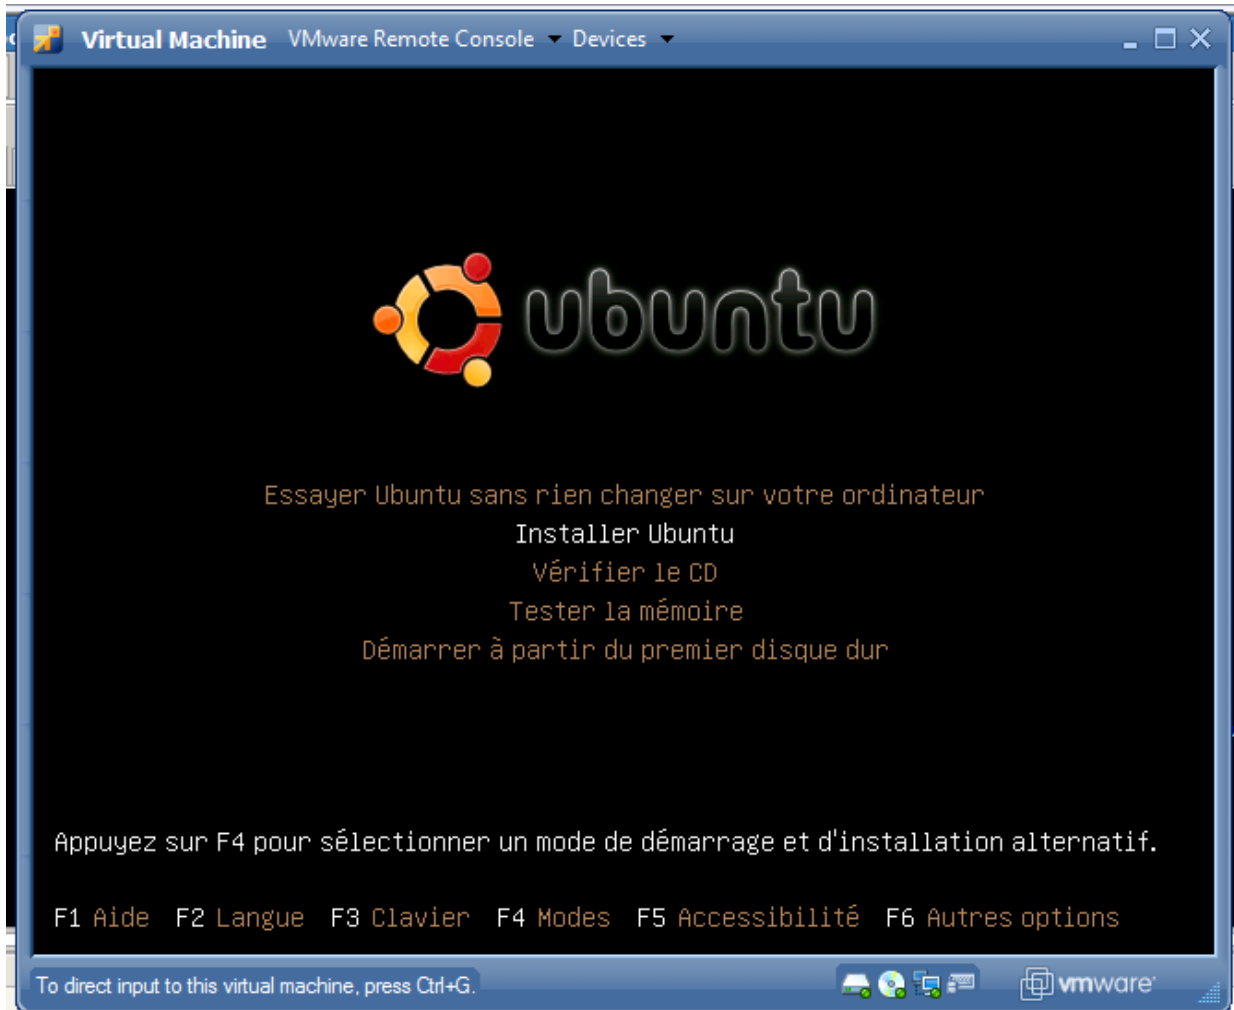 Virtual Machine VMware Remote Console Devices
ubuntu
Essayer Ubuntu sans rien changer sur votre ordinateur
Installer Ubuntu
Vérifier le CD
Tester la mémoire
Démarrer à partir du premier disque dur
Appuyez sur F4 pour sélectionner un mode de démarrage et d'installation alternatif.
F1 Aide F2 Langue F3 Clavier F4 Modes F5 Accessibilité F6 Autres options
To direct input to this virtual machine, press Ctrl+G. vmware